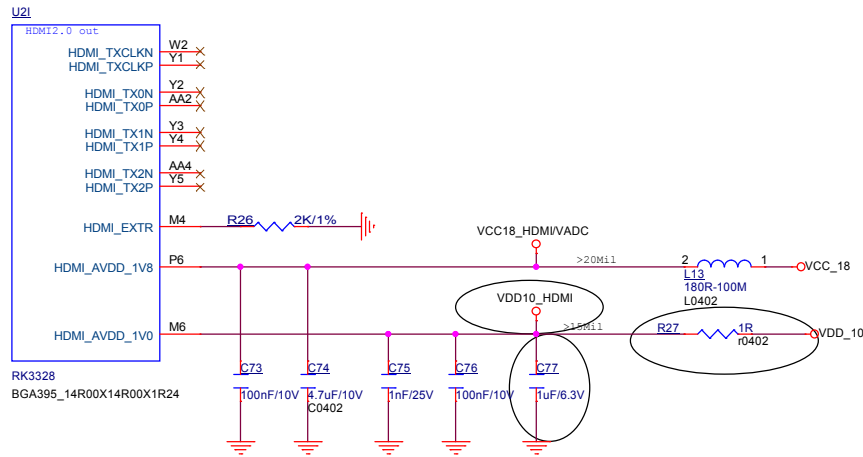 U2I
HDMI2.0 out
HDMI_TXCLKN W2
HDMI_TXCLKP Y1
HDMI_TX0N Y2
HDMI_TX0P AA2
HDMI_TX1N Y3
HDMI_TX1P Y4
HDMI_TX2N AA4
HDMI_TX2P Y5
HDMI_EXTR M4 R26 2K/1%
VCC18_HDMI/VADC
HDMI_AVDD_1V8 P6 >20Mil 2 1 VCC_18
L13
180R-100M
L0402
VDD10_HDMI
HDMI_AVDD_1V0 M6 >15Mil R27 1R VDD_10
r0402
C73 C74 C75 C76 C77
100nF/10V 4.7uF/10V 1nF/25V 100nF/10V 1uF/6.3V
C0402
RK3328
BGA395_14R00X14R00X1R24